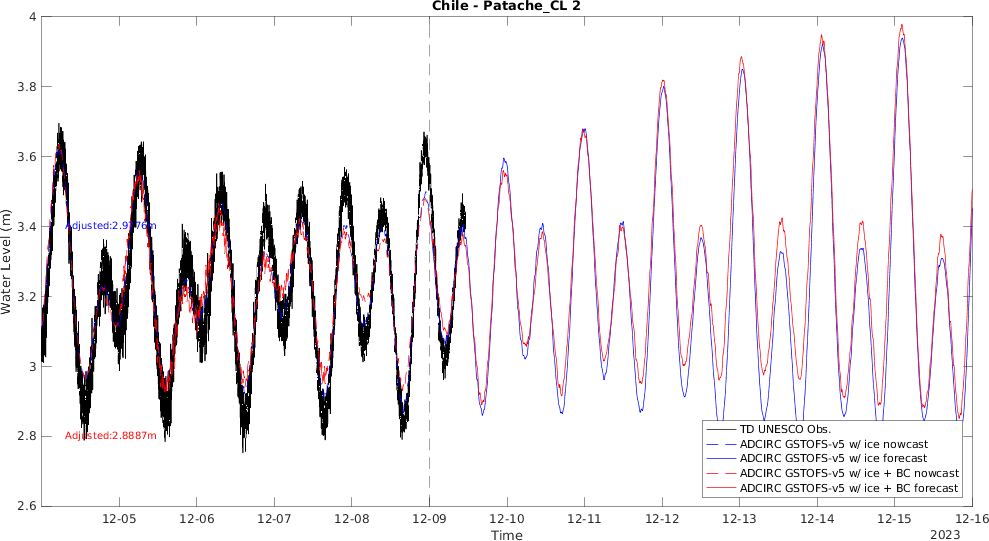 Chile - Patache_CL 2
4
3.8
3.6
3.4
3.2
3
2.8
2.6
Water Level (m)
Adjusted:2.8887m
12-05
12-06
12-07
12-08
12-09
12-10
12-11
12-12
12-13
12-14
12-15
12-16
Time
2023
TD UNESCO Obs.
ADCIRC GSTOFS-v5 w/ ice nowcast
ADCIRC GSTOFS-v5 w/ ice forecast
ADCIRC GSTOFS-v5 w/ ice + BC nowcast
ADCIRC GSTOFS-v5 w/ ice + BC forecast